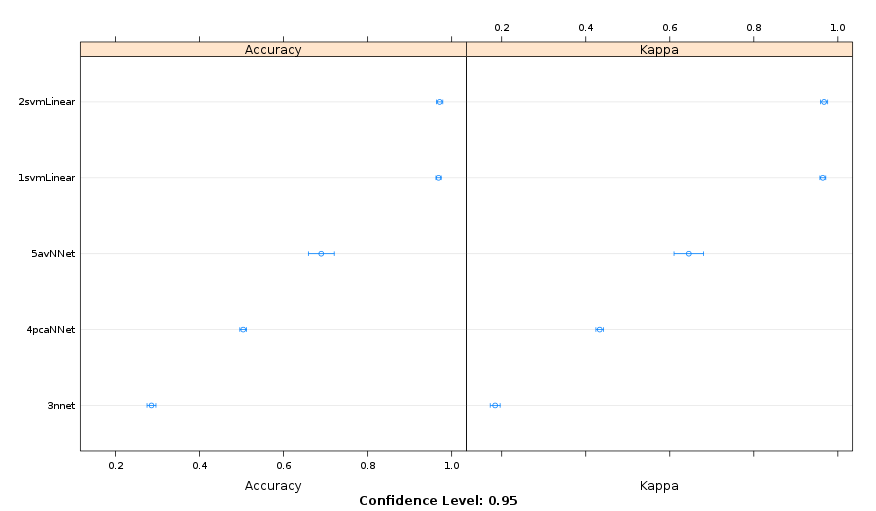 0.2 0.4 0.6 0.8 1.0
Accuracy Kappa
2svmLinear
1svmLinear
5avNNet
4pcaNNet
3nnet
0.2 0.4 0.6 0.8 1.0
Accuracy Kappa
Confidence Level: 0.95